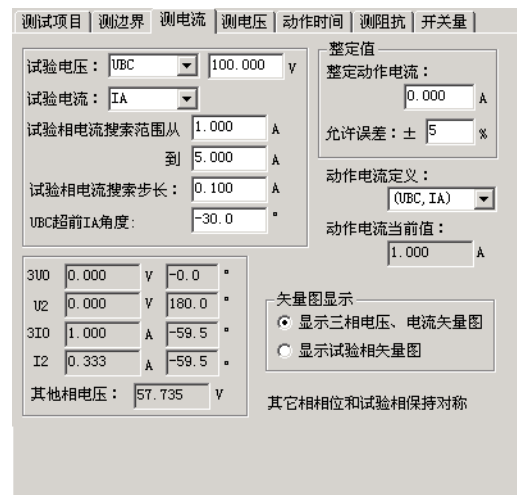 测试项目 测边界 测电流 测电压 动作时间 测阻抗 开关量
试验电压： UBC 100.000 V
试验电流： IA
试验相电流搜索范围从 1.000 A
到 5.000 A
试验相电流搜索步长： 0.100 A
UBC超前IA角度: -30.0 °
整定值
整定动作电流：
0.000 A
允许误差：± 5 %
动作电流定义：
(UBC,IA)
动作电流当前值：
1.000 A
3U0 0.000 V -0.0 °
U2 0.000 V 180.0 °
3I0 1.000 A -59.5 °
I2 0.333 A -59.5 °
其他相电压： 57.735 V
矢量图显示
显示三相电压、电流矢量图
显示试验相矢量图
其它相相位和试验相保持对称